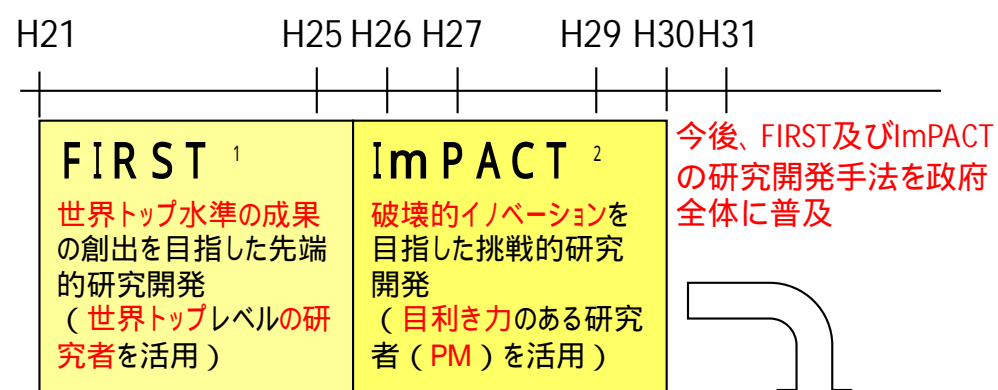 H21 H25 H26 H27 H29 H30 H31
FIRST 1
世界トップ水準の成果
の創出を目指した先端
的研究開発
（世界トップレベルの研
究者を活用）
ImPACT 2
破壊的イノベーションを
目指した挑戦的研究
開発
（目利き力のある研究
者（PM）を活用）
今後、FIRST及びImPACT
の研究開発手法を政府
全体に普及